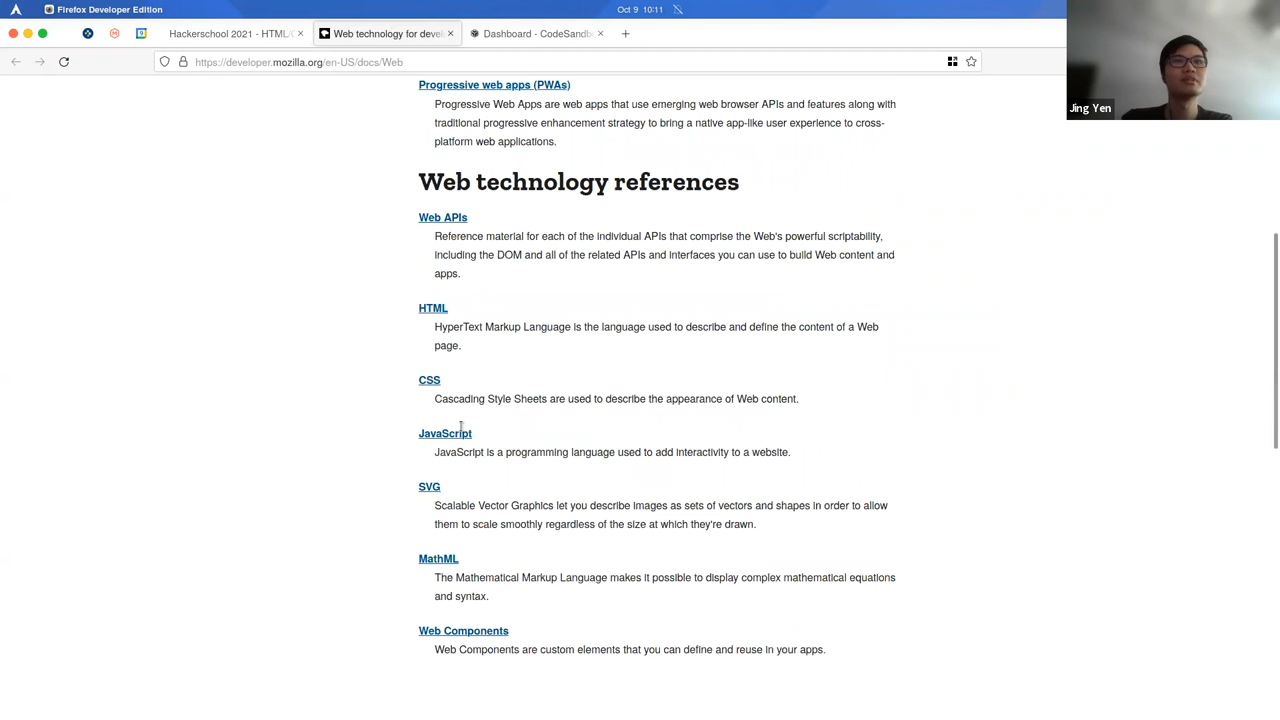 Firefox Developer Edition
Oct 9 10:11
Hackerschool 2021 - HTML/
Web technology for deve
Dashboard - CodeSandb
https://developer.mozilla.org/en-US/docs/Web
Jing Yen
Progressive web apps (PWAs)
Progressive Web Apps are web apps that use emerging web browser APIs and features along with
traditional progressive enhancement strategy to bring a native app-like user experience to cross-
platform web applications.
Web technology references
Web APIs
Reference material for each of the individual APIs that comprise the Web's powerful scriptability,
including the DOM and all of the related APIs and interfaces you can use to build Web content and
apps.
HTML
HyperText Markup Language is the language used to describe and define the content of a Web
page.
CSS
Cascading Style Sheets are used to describe the appearance of Web content.
JavaScript
JavaScript is a programming language used to add interactivity to a website.
SVG
Scalable Vector Graphics let you describe images as sets of vectors and shapes in order to allow
them to scale smoothly regardless of the size at which they're drawn.
MathML
The Mathematical Markup Language makes it possible to display complex mathematical equations
and syntax.
Web Components
Web Components are custom elements that you can define and reuse in your apps.